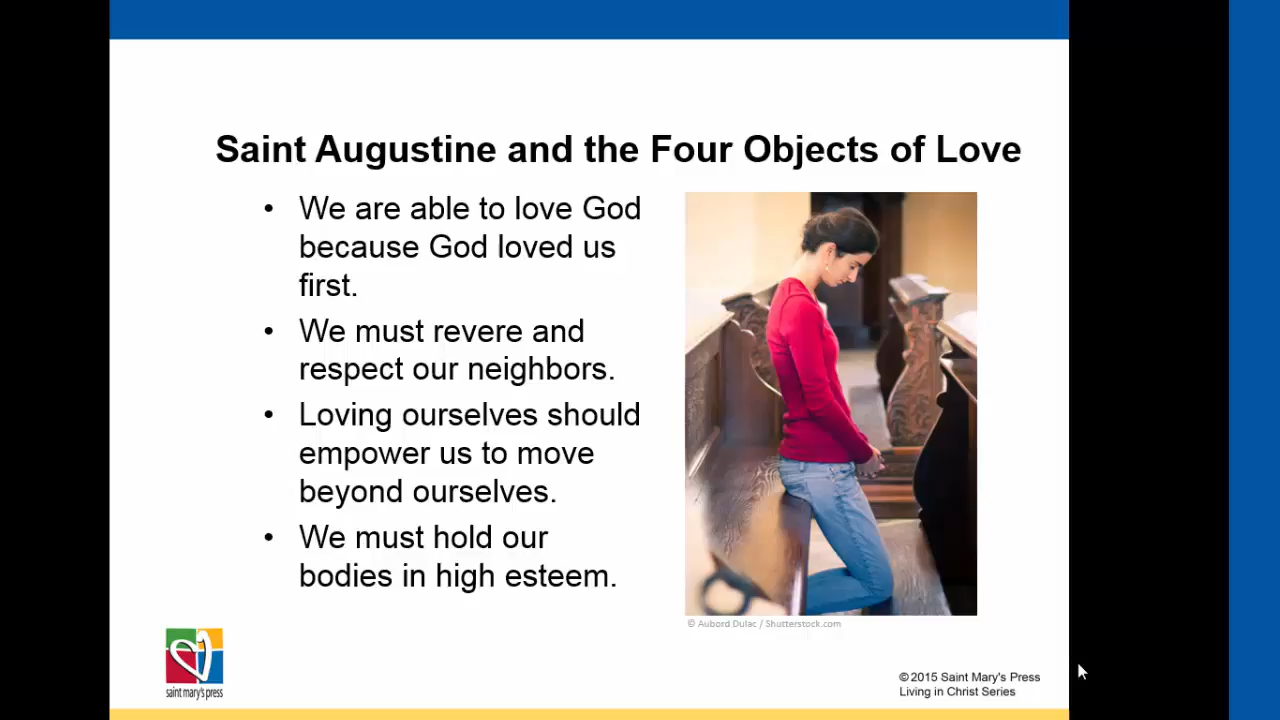 Saint Augustine and the Four Objects of Love
• We are able to love God
because God loved us
first.
• We must revere and
respect our neighbors.
• Loving ourselves should
empower us to move
beyond ourselves.
• We must hold our
bodies in high esteem.
© Aubord Dulac / Shutterstock.com
saint mary's press
© 2015 Saint Mary's Press
Living in Christ Series